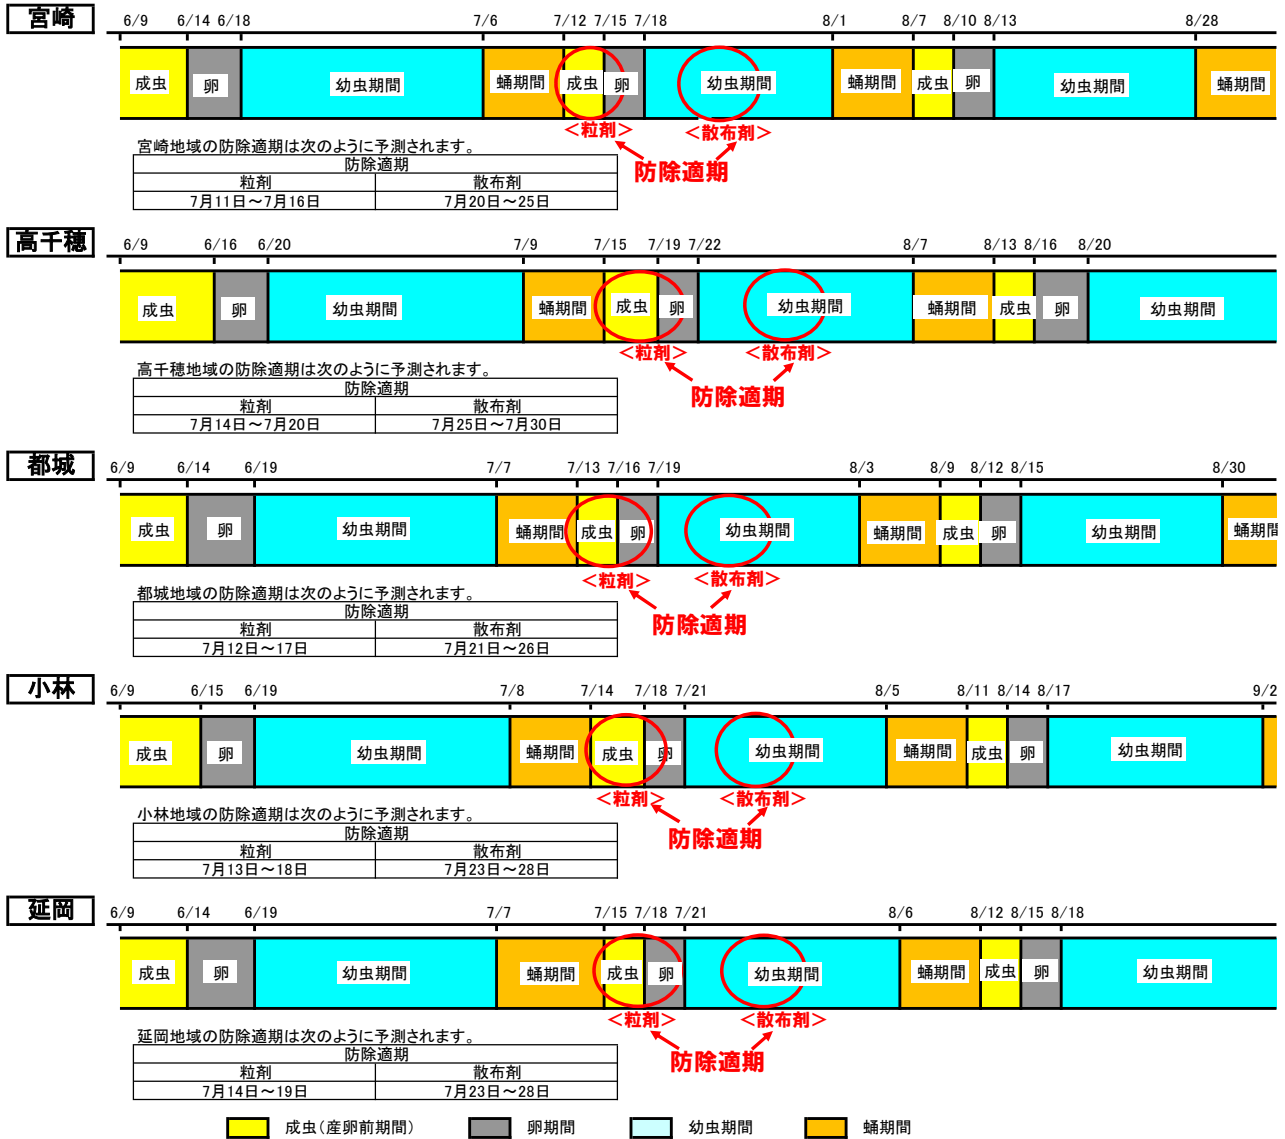 宮崎
6/9 6/14 6/18 7/6 7/12 7/15 7/18 8/1 8/7 8/10 8/13 8/28
成虫 卵 幼虫期間 蛹期間 成虫 卵 幼虫期間 蛹期間 成虫 卵 幼虫期間 蛹期間
＜粒剤＞ ＜散布剤＞
防除適期
宮崎地域の防除適期は次のように予測されます。
防除適期
粒剤 散布剤
7月11日～7月16日 7月20日～25日
高千穂
6/9 6/16 6/20 7/9 7/15 7/19 7/22 8/7 8/13 8/16 8/20
成虫 卵 幼虫期間 蛹期間 成虫 卵 幼虫期間 蛹期間 成虫 卵 幼虫期間
＜粒剤＞ ＜散布剤＞
防除適期
高千穂地域の防除適期は次のように予測されます。
防除適期
粒剤 散布剤
7月14日～7月20日 7月25日～7月30日
都城
6/9 6/14 6/19 7/7 7/13 7/16 7/19 8/3 8/9 8/12 8/15 8/30
成虫 卵 幼虫期間 蛹期間 成虫 卵 幼虫期間 蛹期間 成虫 卵 幼虫期間 蛹期間
＜粒剤＞ ＜散布剤＞
防除適期
都城地域の防除適期は次のように予測されます。
防除適期
粒剤 散布剤
7月12日～17日 7月21日～26日
小林
6/9 6/15 6/19 7/8 7/14 7/18 7/21 8/5 8/11 8/14 8/17 9/2
成虫 卵 幼虫期間 蛹期間 成虫 卵 幼虫期間 蛹期間 成虫 卵 幼虫期間
＜粒剤＞ ＜散布剤＞
防除適期
小林地域の防除適期は次のように予測されます。
防除適期
粒剤 散布剤
7月13日～18日 7月23日～28日
延岡
6/9 6/14 6/19 7/7 7/15 7/18 7/21 8/6 8/12 8/15 8/18
成虫 卵 幼虫期間 蛹期間 成虫 卵 幼虫期間 蛹期間 成虫 卵 幼虫期間
＜粒剤＞ ＜散布剤＞
防除適期
延岡地域の防除適期は次のように予測されます。
防除適期
粒剤 散布剤
7月14日～19日 7月23日～28日
成虫（産卵前期間） 卵期間 幼虫期間 蛹期間